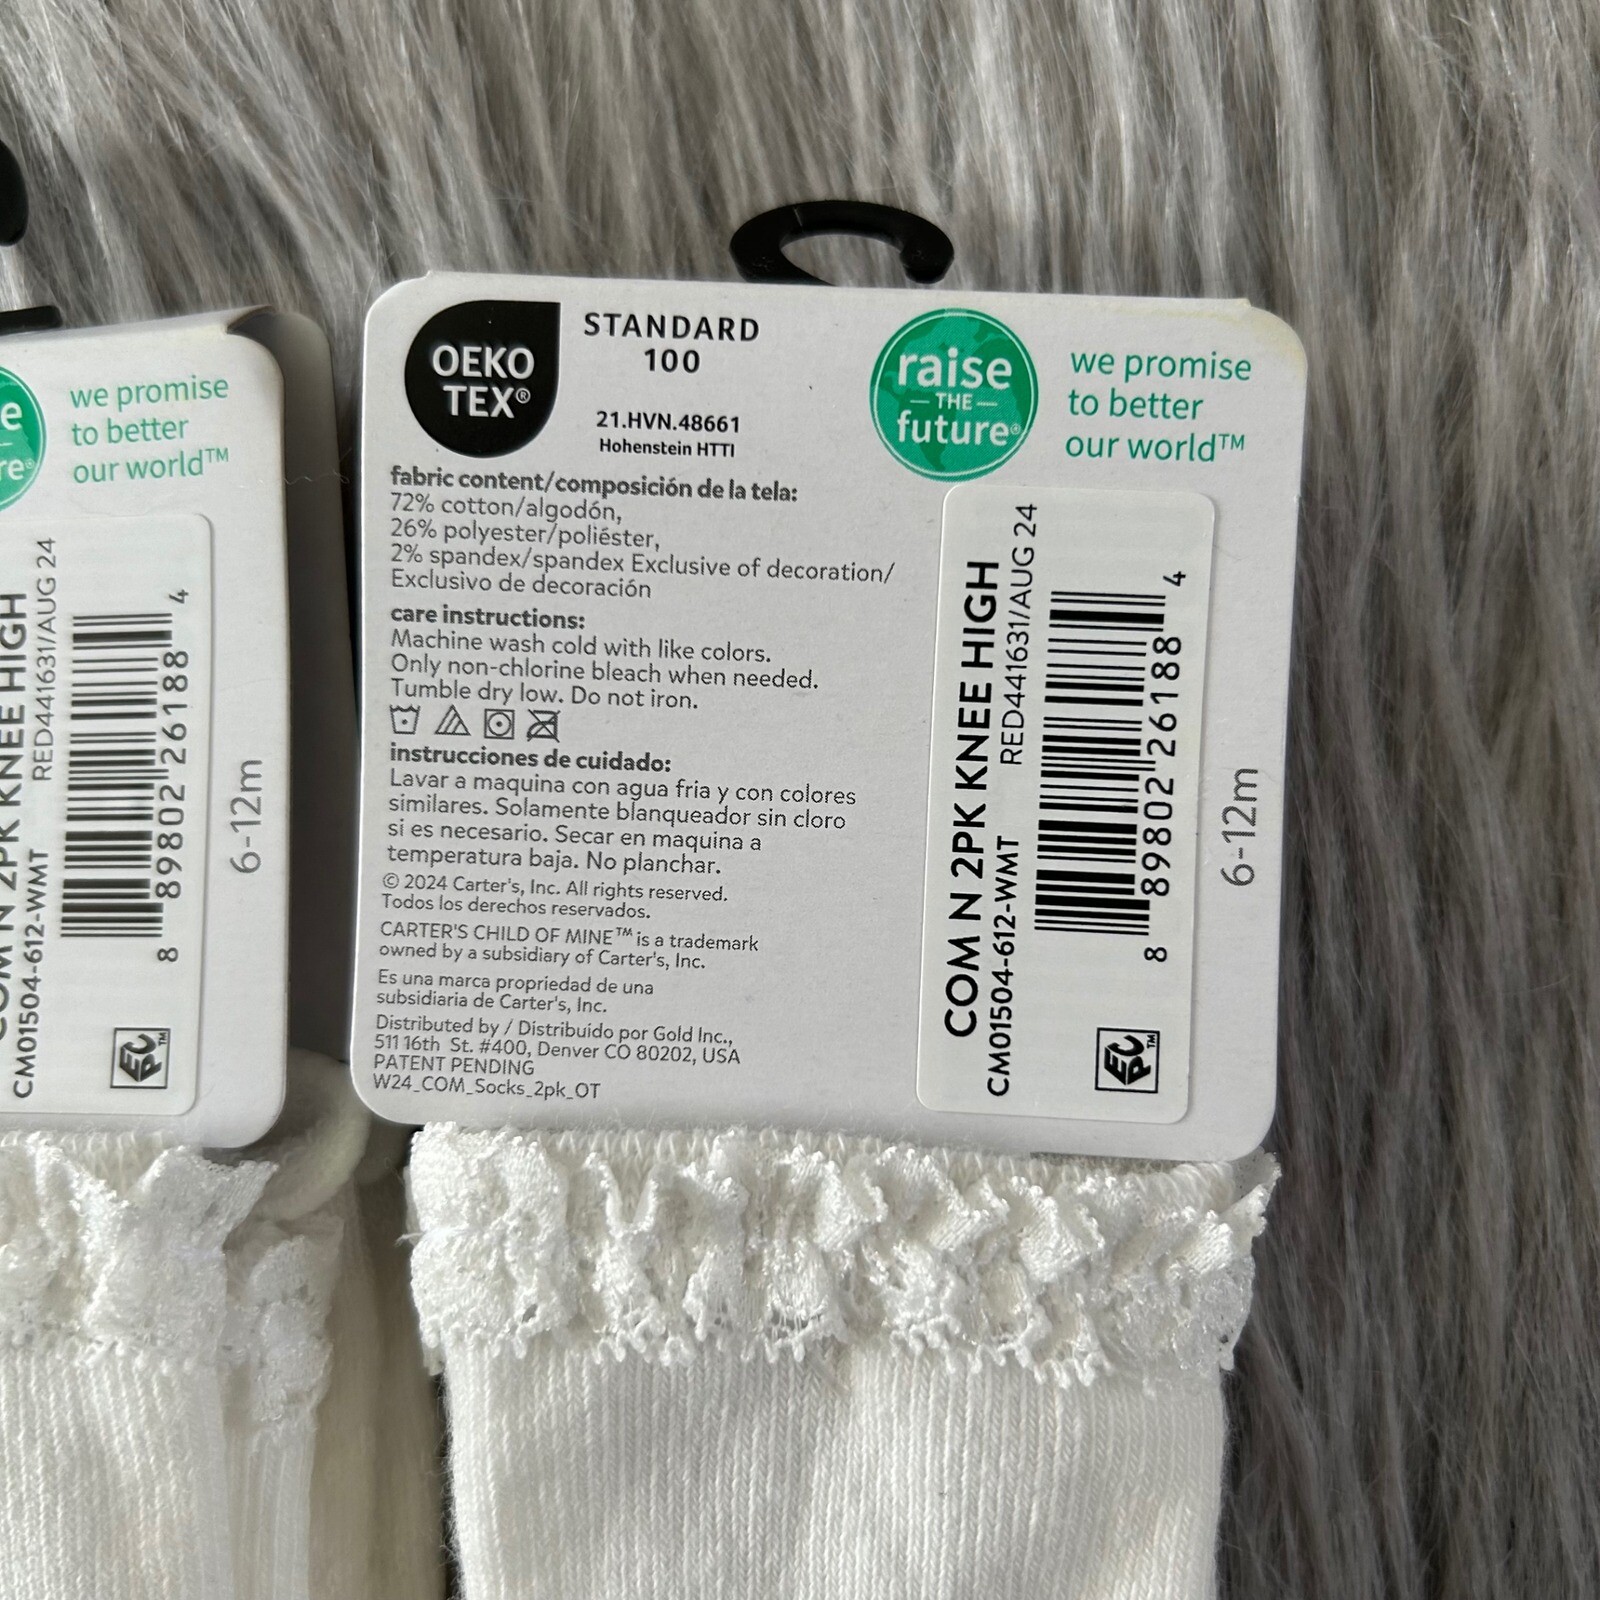 e
re®
we promise
to better
our world™
COM N 2PK KNEE HIGH
RED441631/AUG 24
CM01504-612-WMT
8 89802 26188 4
EPC™
6-12m
OEKO
TEX®
STANDARD
100
21.HVN.48661
Hohenstein HTTI
raise
THE
future®
we promise
to better
our world™
fabric content/composición de la tela:
72% cotton/algodón,
26% polyester/poliéster,
2% spandex/spandex Exclusive of decoration/
Exclusivo de decoración
care instructions:
Machine wash cold with like colors.
Only non-chlorine bleach when needed.
Tumble dry low. Do not iron.
instrucciones de cuidado:
Lavar a maquina con agua fria y con colores
similares. Solamente blanqueador sin cloro
si es necesario. Secar en maquina a
temperatura baja. No planchar.
© 2024 Carter's, Inc. All rights reserved.
Todos los derechos reservados.
CARTER'S CHILD OF MINE™ is a trademark
owned by a subsidiary of Carter's, Inc.
Es una marca propriedad de una
subsidiaria de Carter's, Inc.
Distributed by / Distribuido por Gold Inc.,
511 16th St. #400, Denver CO 80202, USA
PATENT PENDING
W24_COM_Socks_2pk_OT
COM N 2PK KNEE HIGH
RED441631/AUG 24
CM01504-612-WMT
8 89802 26188 4
EPC™
6-12m